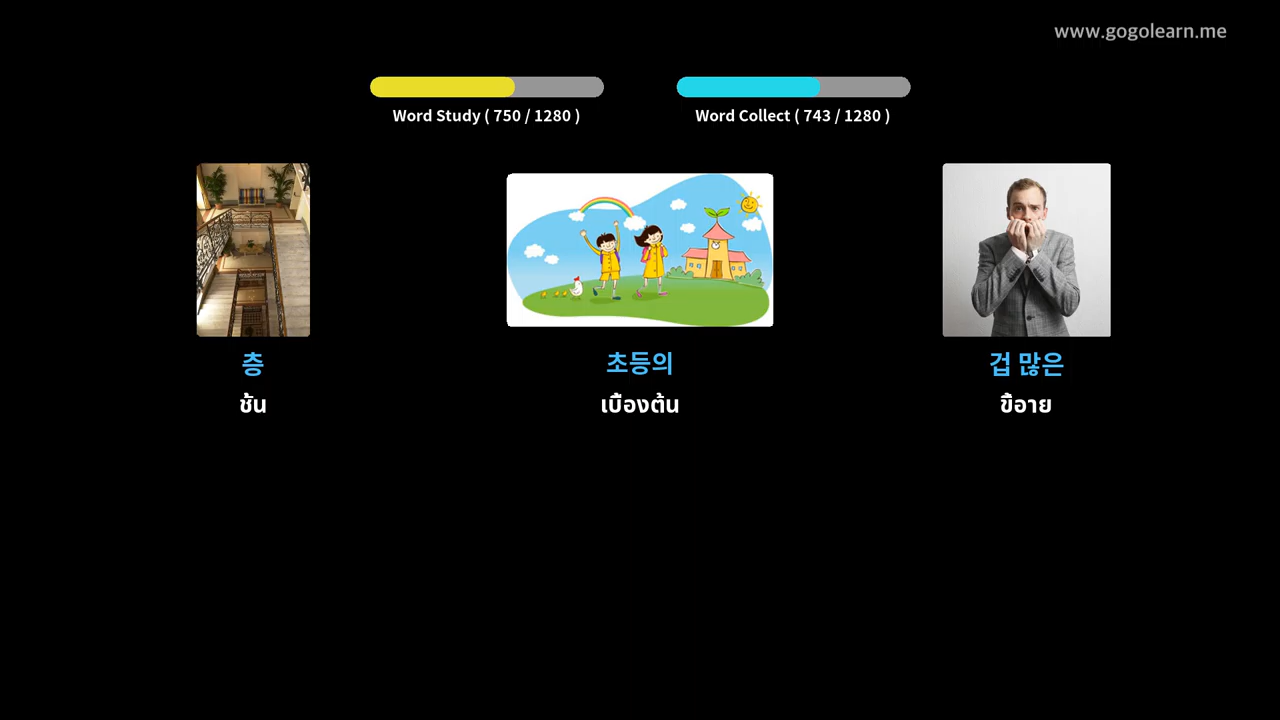 www.gogolearn.me
Word Study ( 750 / 1280 )
Word Collect ( 743 / 1280 )
층
초등의
겁 많은
ชั้น
เบื้องต้น
ขี้อาย